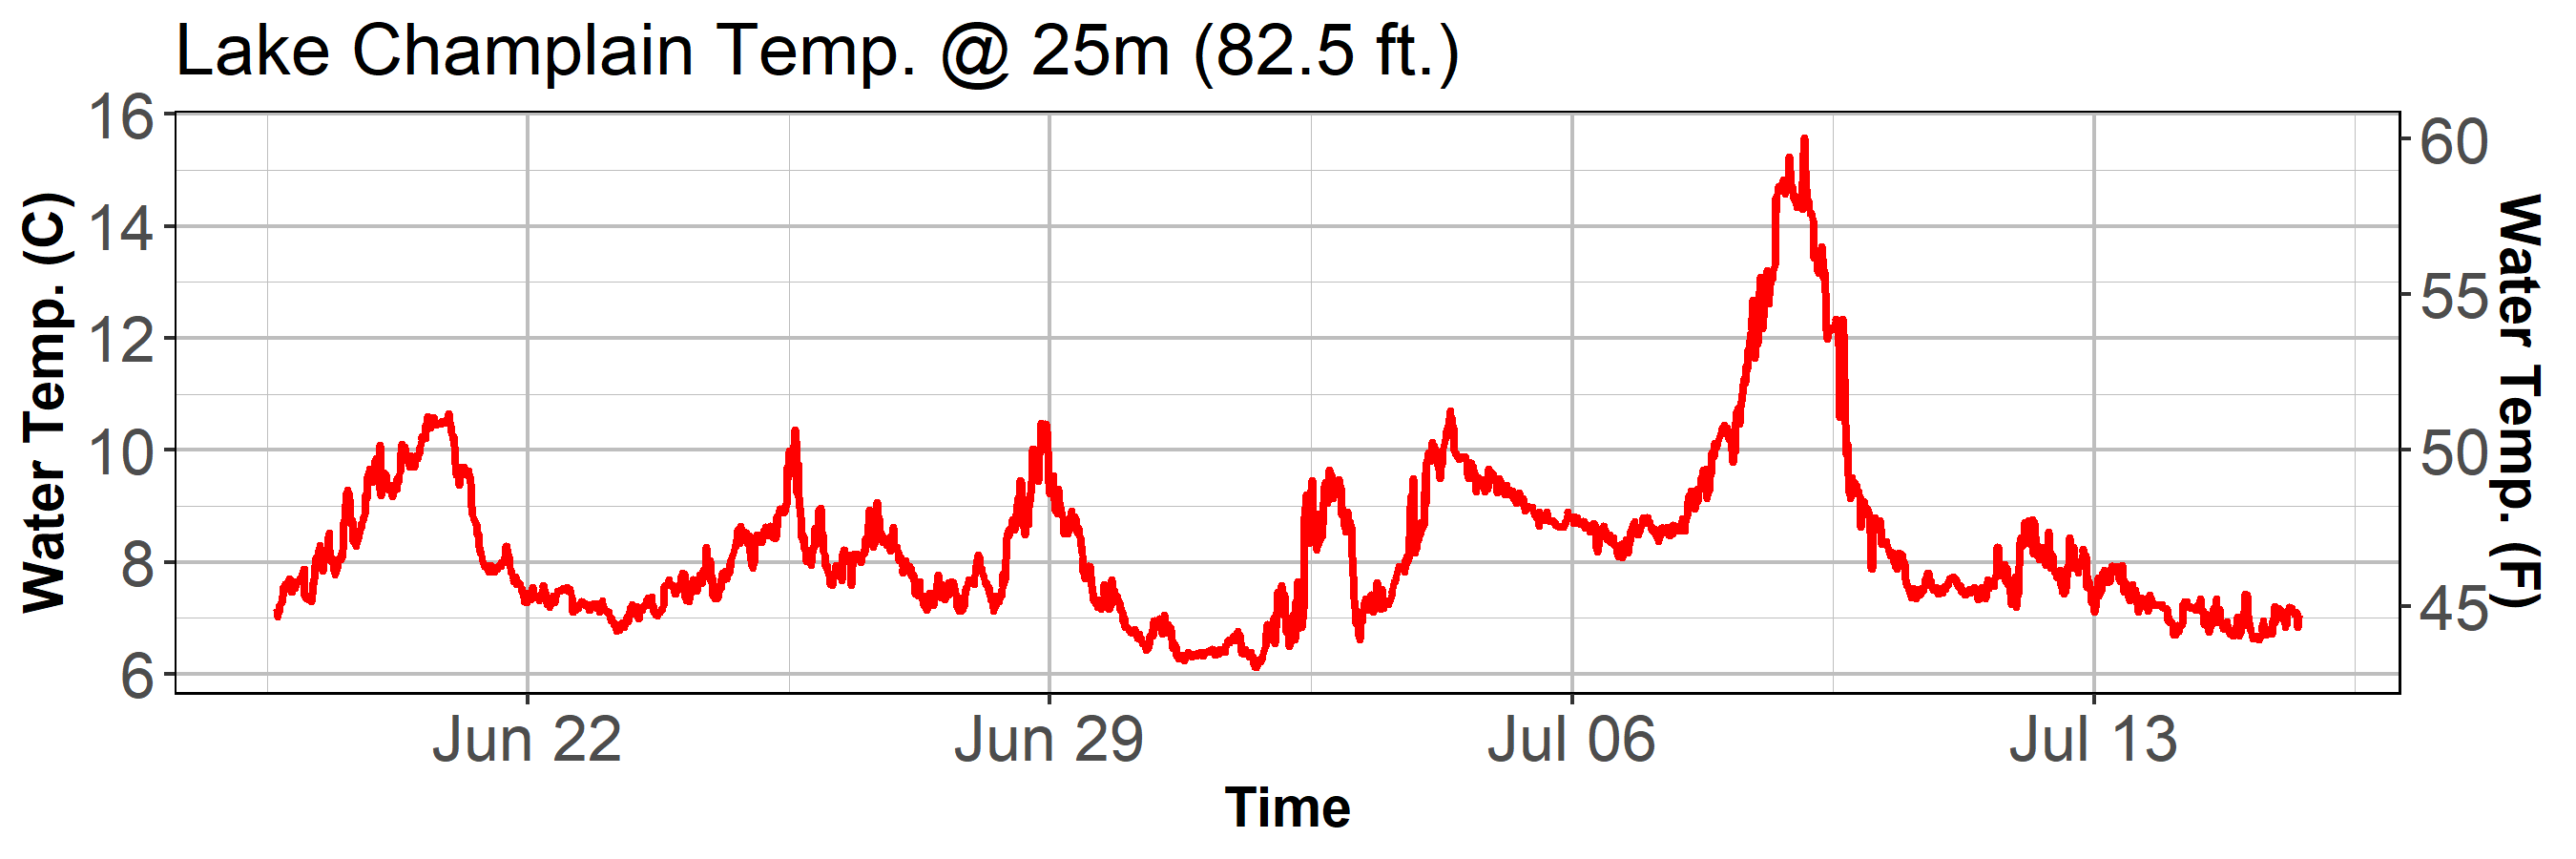 Lake Champlain Temp. @ 25m (82.5 ft.)
Water Temp. (C)
16
14
12
10
8
6
60
55
50
45
Water Temp. (F)
Jun 22
Jun 29
Jul 06
Jul 13
Time